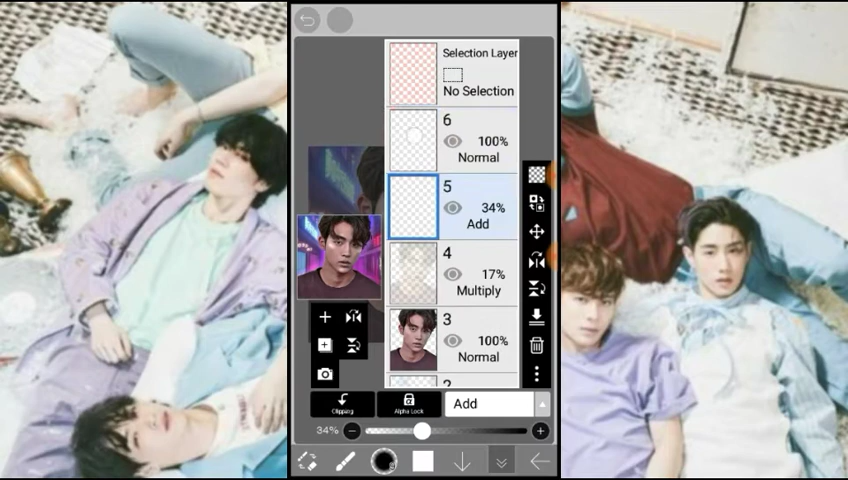 Selection Layer
No Selection
6
100%
Normal
5
34%
Add
4
17%
Multiply
3
100%
Normal
2
Clipping
Alpha Lock
Add
34%